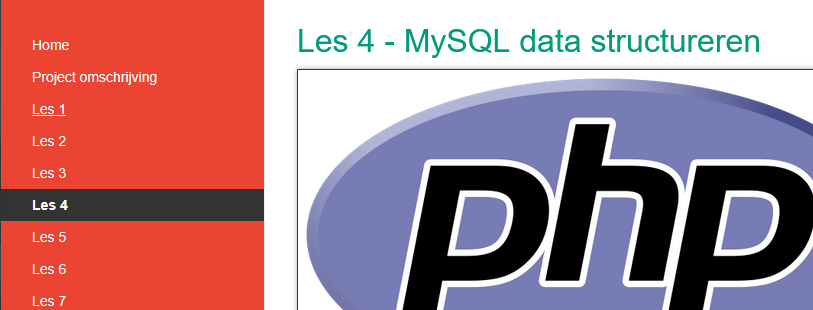 Home
Project omschrijving
Les 1
Les 2
Les 3
Les 4
Les 5
Les 6
Les 7
Les 4 - MySQL data structureren
php